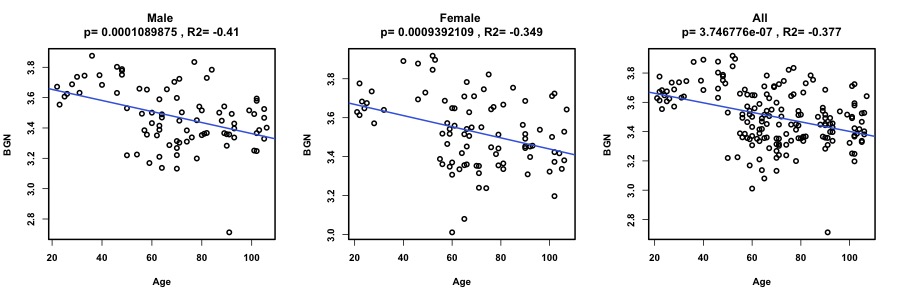 Male
p= 0.0001089875 , R2= -0.41
BGN
3.8
3.6
3.4
3.2
3.0
2.8
20 40 60 80 100
Age
Female
p= 0.0009392109 , R2= -0.349
BGN
3.8
3.6
3.4
3.2
3.0
20 40 60 80 100
Age
All
p= 3.746776e-07 , R2= -0.377
BGN
3.8
3.6
3.4
3.2
3.0
2.8
20 40 60 80 100
Age